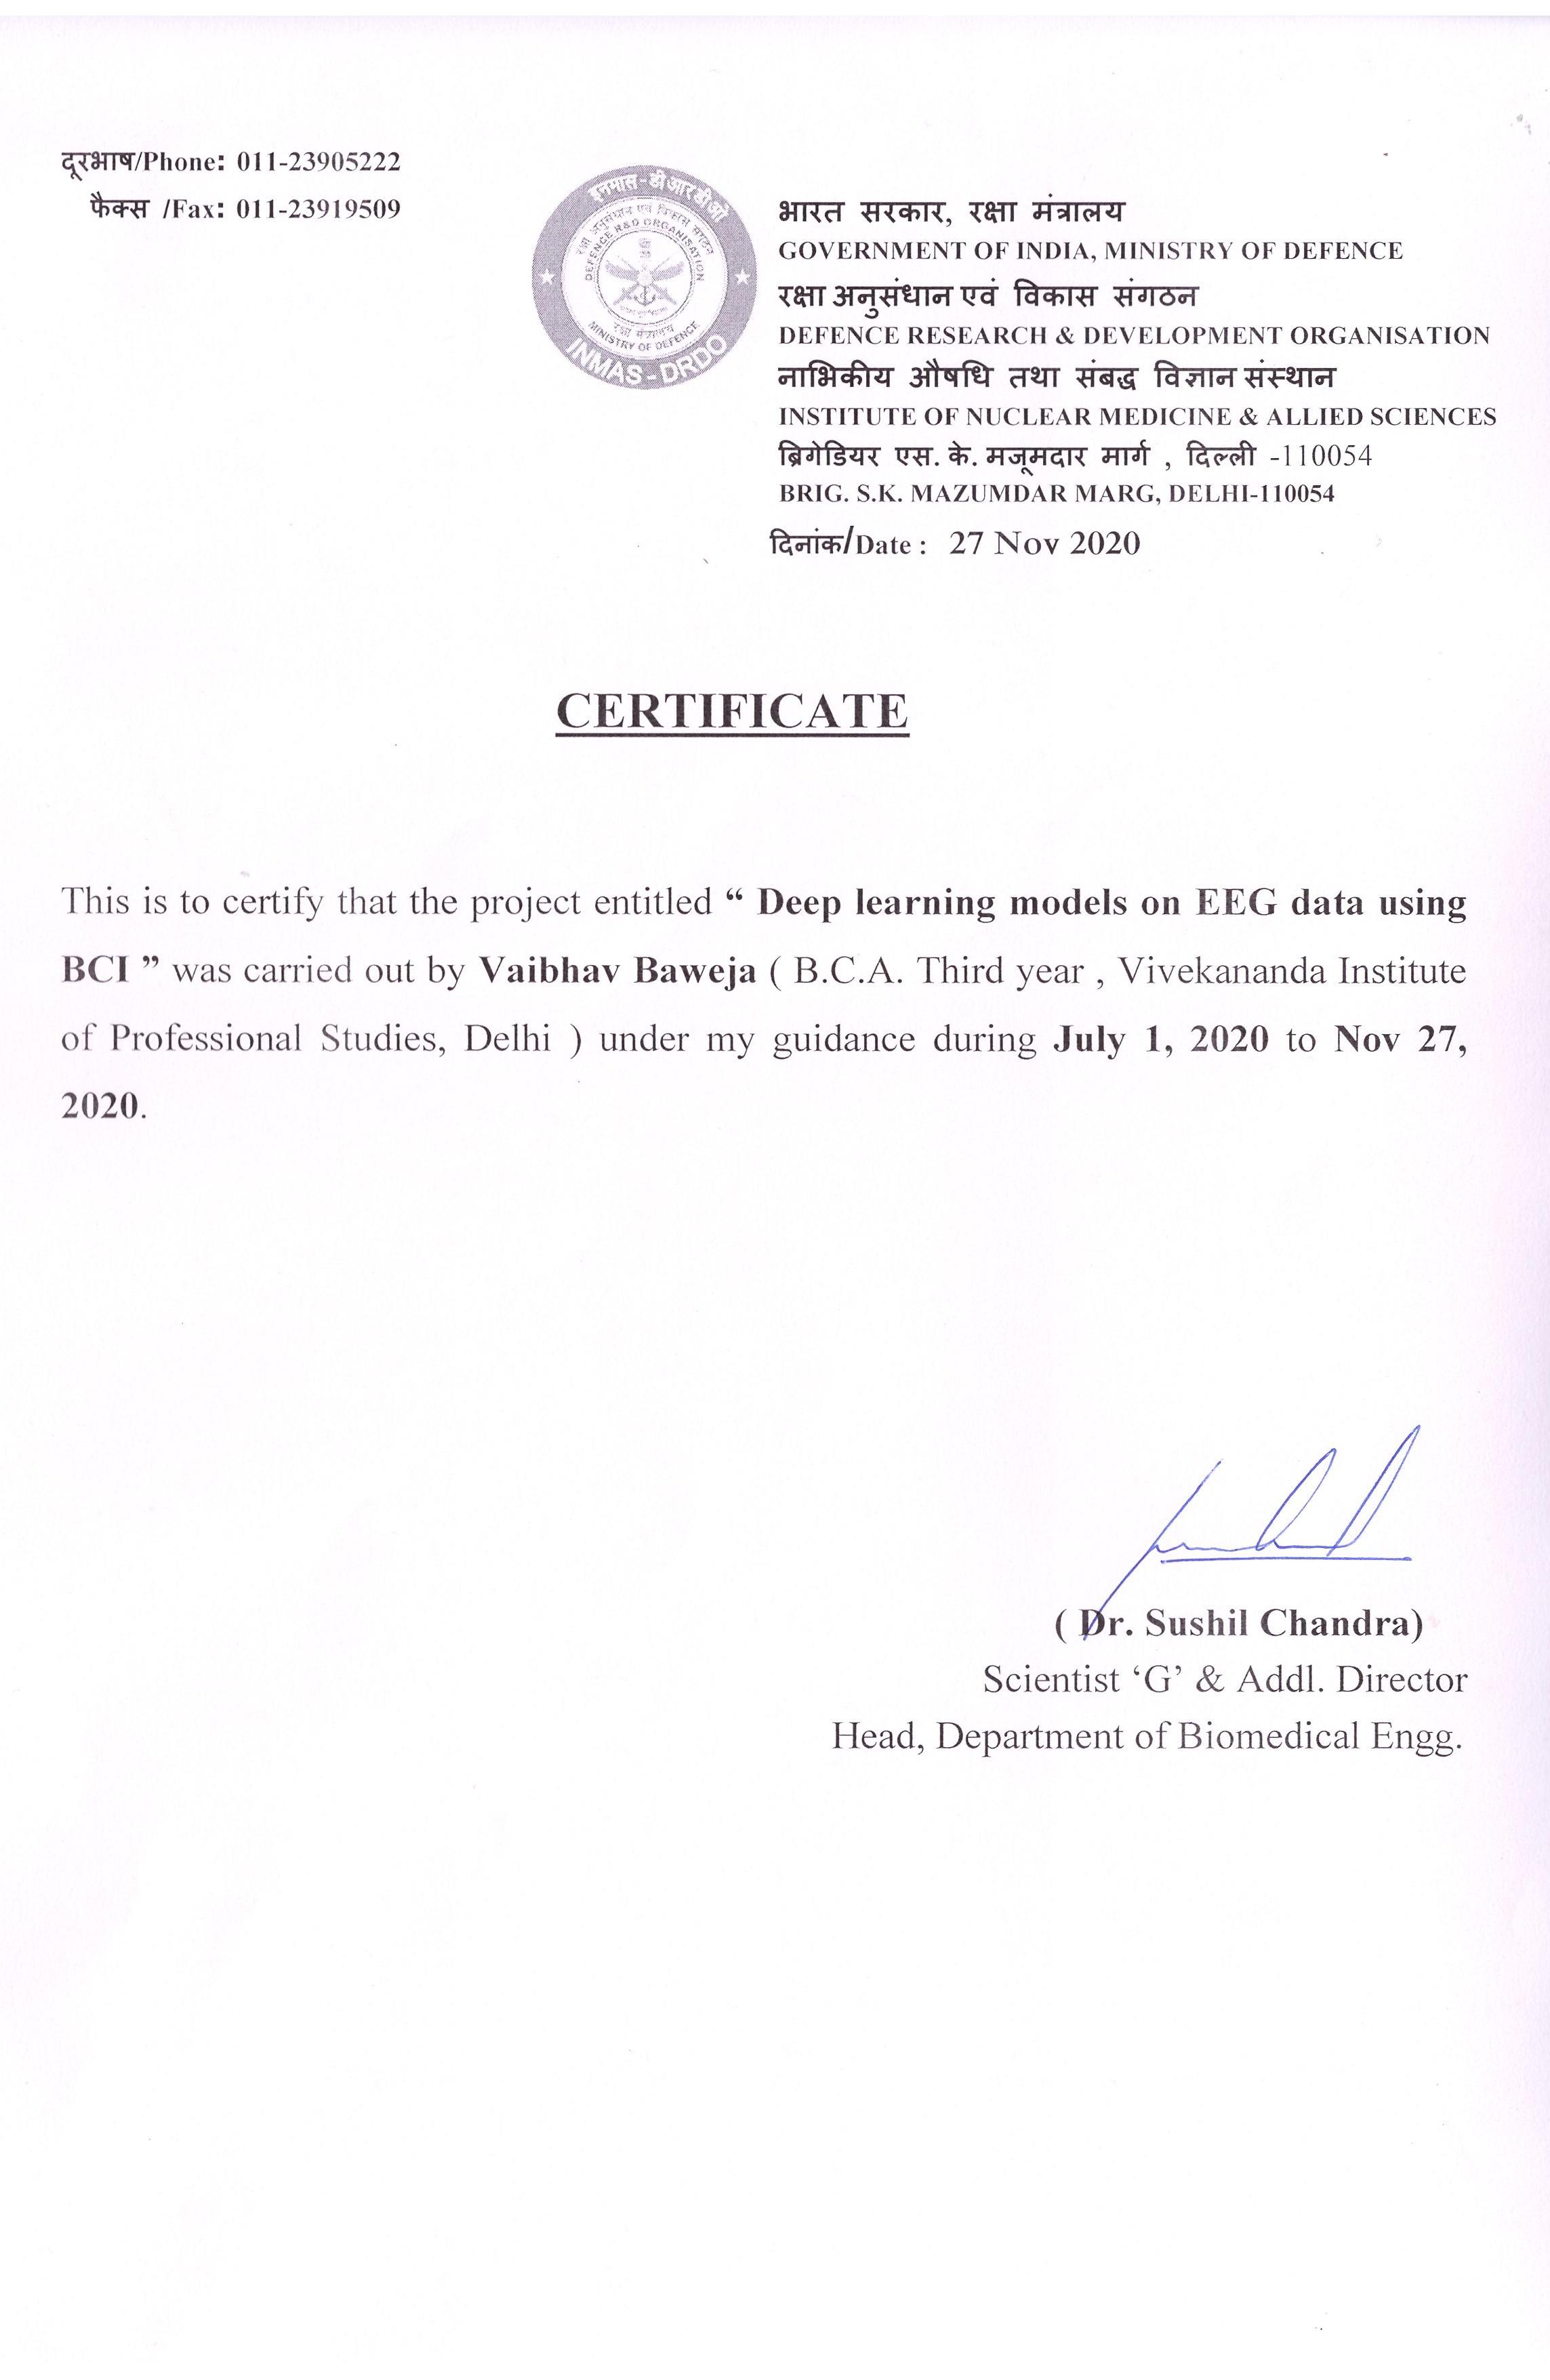 दूरभाष/Phone: 011-23905222
फैक्स /Fax: 011-23919509
इनमास - डीआरडीओ
रक्षा अनुसंधान एवं विकास संगठन
DEFENCE R&D ORGANISATION
रक्षा मंत्रालय
MINISTRY OF DEFENCE
INMAS - DRDO
भारत सरकार, रक्षा मंत्रालय
GOVERNMENT OF INDIA, MINISTRY OF DEFENCE
रक्षा अनुसंधान एवं विकास संगठन
DEFENCE RESEARCH & DEVELOPMENT ORGANISATION
नाभिकीय औषधि तथा संबद्ध विज्ञान संस्थान
INSTITUTE OF NUCLEAR MEDICINE & ALLIED SCIENCES
ब्रिगेडियर एस. के. मजूमदार मार्ग , दिल्ली -110054
BRIG. S.K. MAZUMDAR MARG, DELHI-110054
दिनांक/Date : 27 Nov 2020
CERTIFICATE
This is to certify that the project entitled “ Deep learning models on EEG data using
BCI ” was carried out by Vaibhav Baweja ( B.C.A. Third year , Vivekananda Institute
of Professional Studies, Delhi ) under my guidance during July 1, 2020 to Nov 27,
2020.
( Dr. Sushil Chandra)
Scientist ‘G’ & Addl. Director
Head, Department of Biomedical Engg.